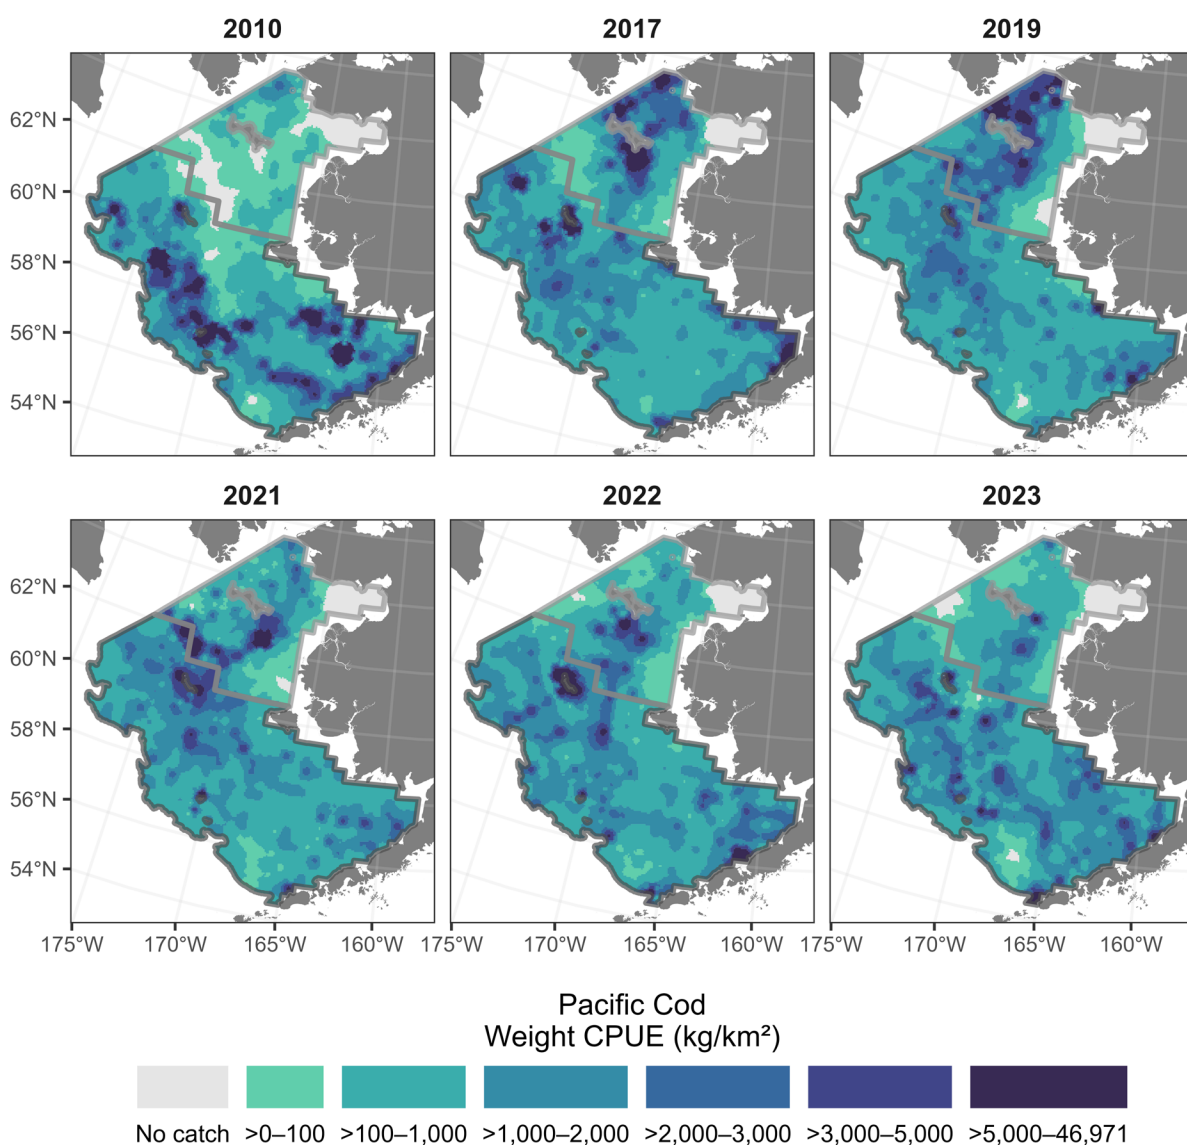 2010 2017 2019
62°N
60°N
58°N
56°N
54°N
2021 2022 2023
62°N
60°N
58°N
56°N
54°N
175°W 170°W 165°W 160°W 175°W 170°W 165°W 160°W 175°W 170°W 165°W 160°W
Pacific Cod
Weight CPUE (kg/km²)
No catch >0–100 >100–1,000 >1,000–2,000 >2,000–3,000 >3,000–5,000 >5,000–46,971